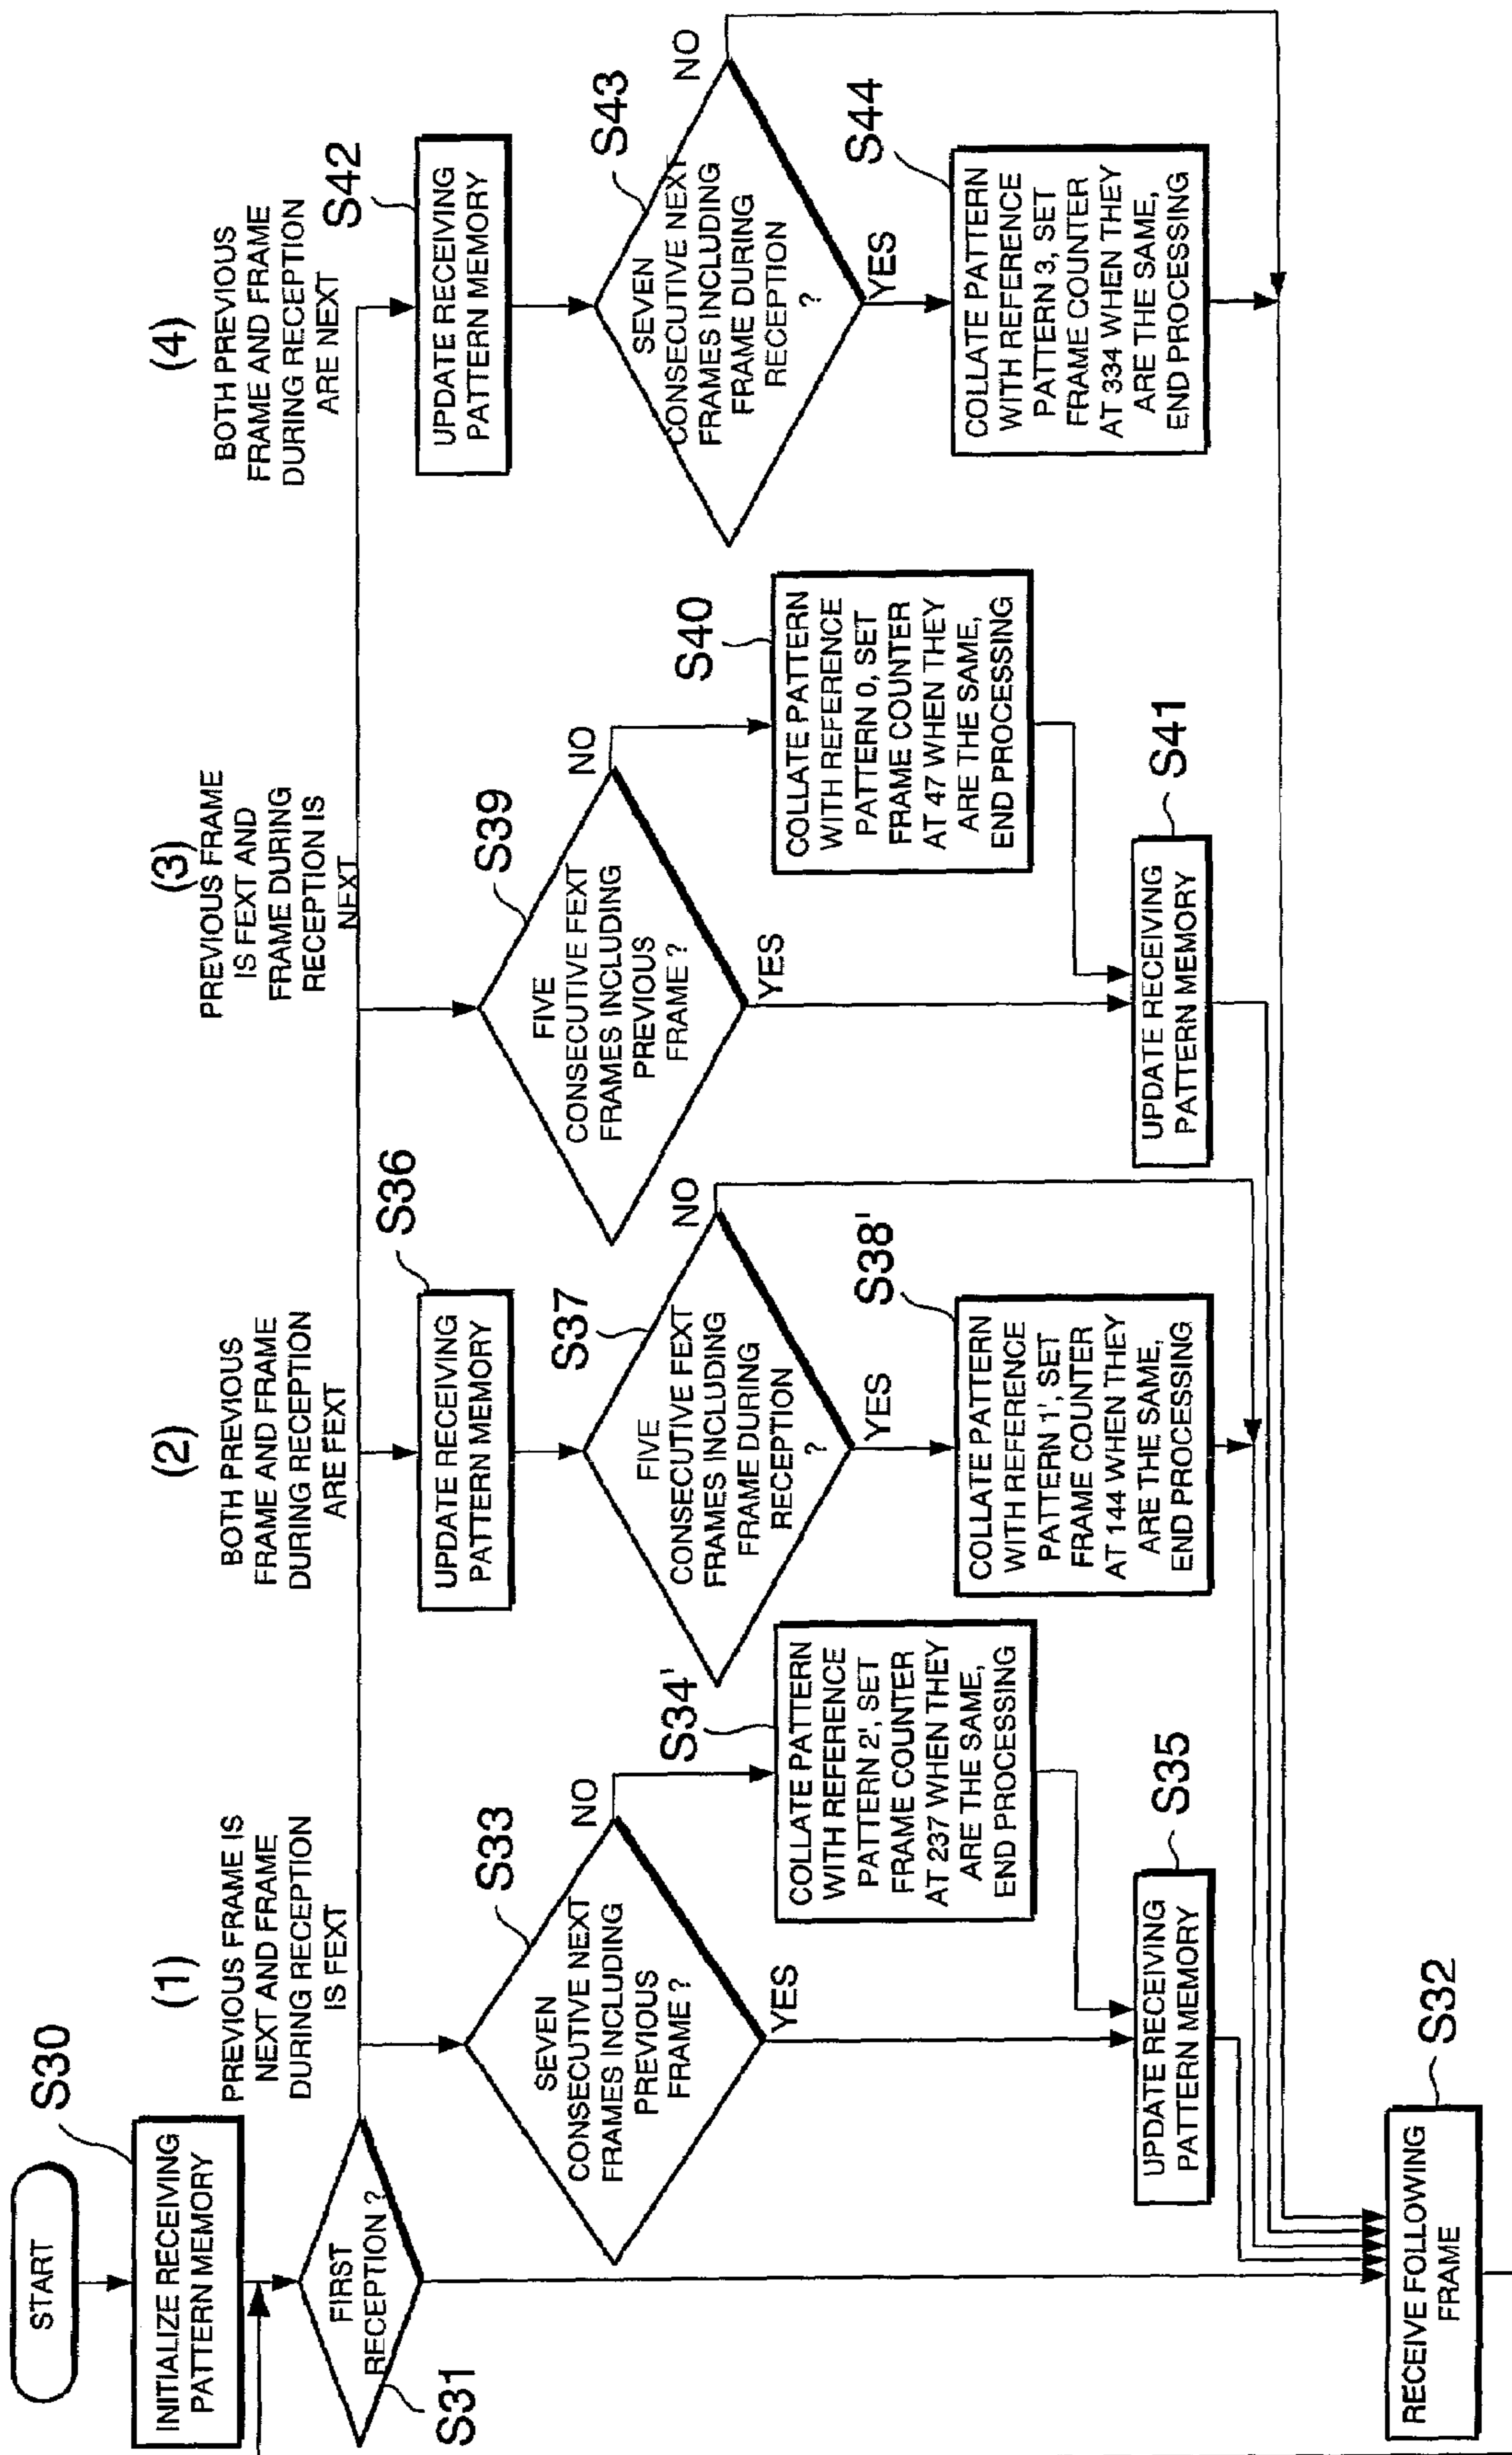 START
S30
INITIALIZE RECEIVING
PATTERN MEMORY
FIRST
RECEPTION ?
S31
(1)
PREVIOUS FRAME IS
NEXT AND FRAME
DURING RECEPTION
IS FEXT
S33
SEVEN
CONSECUTIVE NEXT
FRAMES INCLUDING
PREVIOUS
FRAME ?
NO
YES
S34'
COLLATE PATTERN
WITH REFERENCE
PATTERN 2', SET
FRAME COUNTER
AT 237 WHEN THEY
ARE THE SAME,
END PROCESSING
S35
UPDATE RECEIVING
PATTERN MEMORY
(2)
BOTH PREVIOUS
FRAME AND FRAME
DURING RECEPTION
ARE FEXT
S36
UPDATE RECEIVING
PATTERN MEMORY
S37
FIVE
CONSECUTIVE FEXT
FRAMES INCLUDING
FRAME DURING
RECEPTION
?
NO
YES
S38'
COLLATE PATTERN
WITH REFERENCE
PATTERN 1', SET
FRAME COUNTER
AT 144 WHEN THEY
ARE THE SAME,
END PROCESSING
(3)
PREVIOUS FRAME
IS FEXT AND
FRAME DURING
RECEPTION IS
NEXT
S39
FIVE
CONSECUTIVE FEXT
FRAMES INCLUDING
PREVIOUS
FRAME ?
NO
YES
S40
COLLATE PATTERN
WITH REFERENCE
PATTERN 0, SET
FRAME COUNTER
AT 47 WHEN THEY
ARE THE SAME,
END PROCESSING
S41
UPDATE RECEIVING
PATTERN MEMORY
(4)
BOTH PREVIOUS
FRAME AND FRAME
DURING RECEPTION
ARE NEXT
S42
UPDATE RECEIVING
PATTERN MEMORY
S43
SEVEN
CONSECUTIVE NEXT
FRAMES INCLUDING
FRAME DURING
RECEPTION
?
NO
YES
S44
COLLATE PATTERN
WITH REFERENCE
PATTERN 3, SET
FRAME COUNTER
AT 334 WHEN THEY
ARE THE SAME,
END PROCESSING
S32
RECEIVE FOLLOWING
FRAME